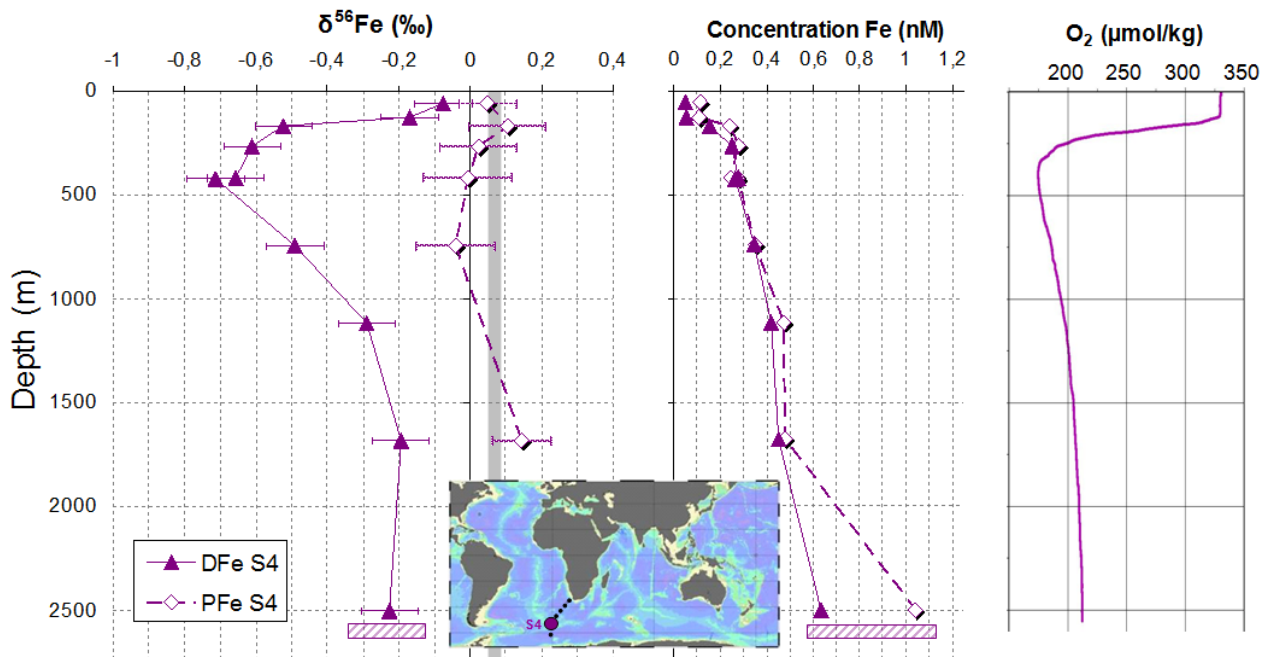 δ⁵⁶Fe (‰)
Concentration Fe (nM)
O₂ (µmol/kg)
-1 -0,8 -0,6 -0,4 -0,2 0 0,2 0,4
0 0,2 0,4 0,6 0,8 1 1,2
200 250 300 350
Depth (m)
0
500
1000
1500
2000
2500
DFe S4
PFe S4
S4